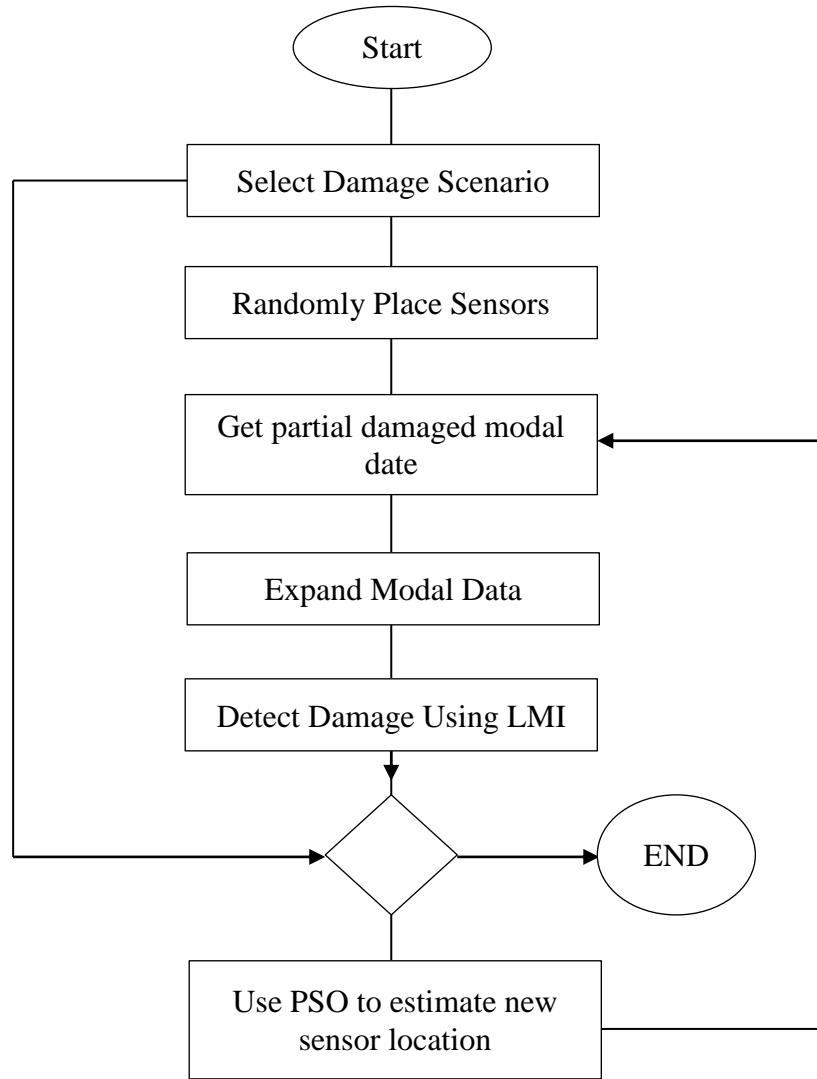 Start
Select Damage Scenario
Randomly Place Sensors
Get partial damaged modal
date
Expand Modal Data
Detect Damage Using LMI
END
Use PSO to estimate new
sensor location